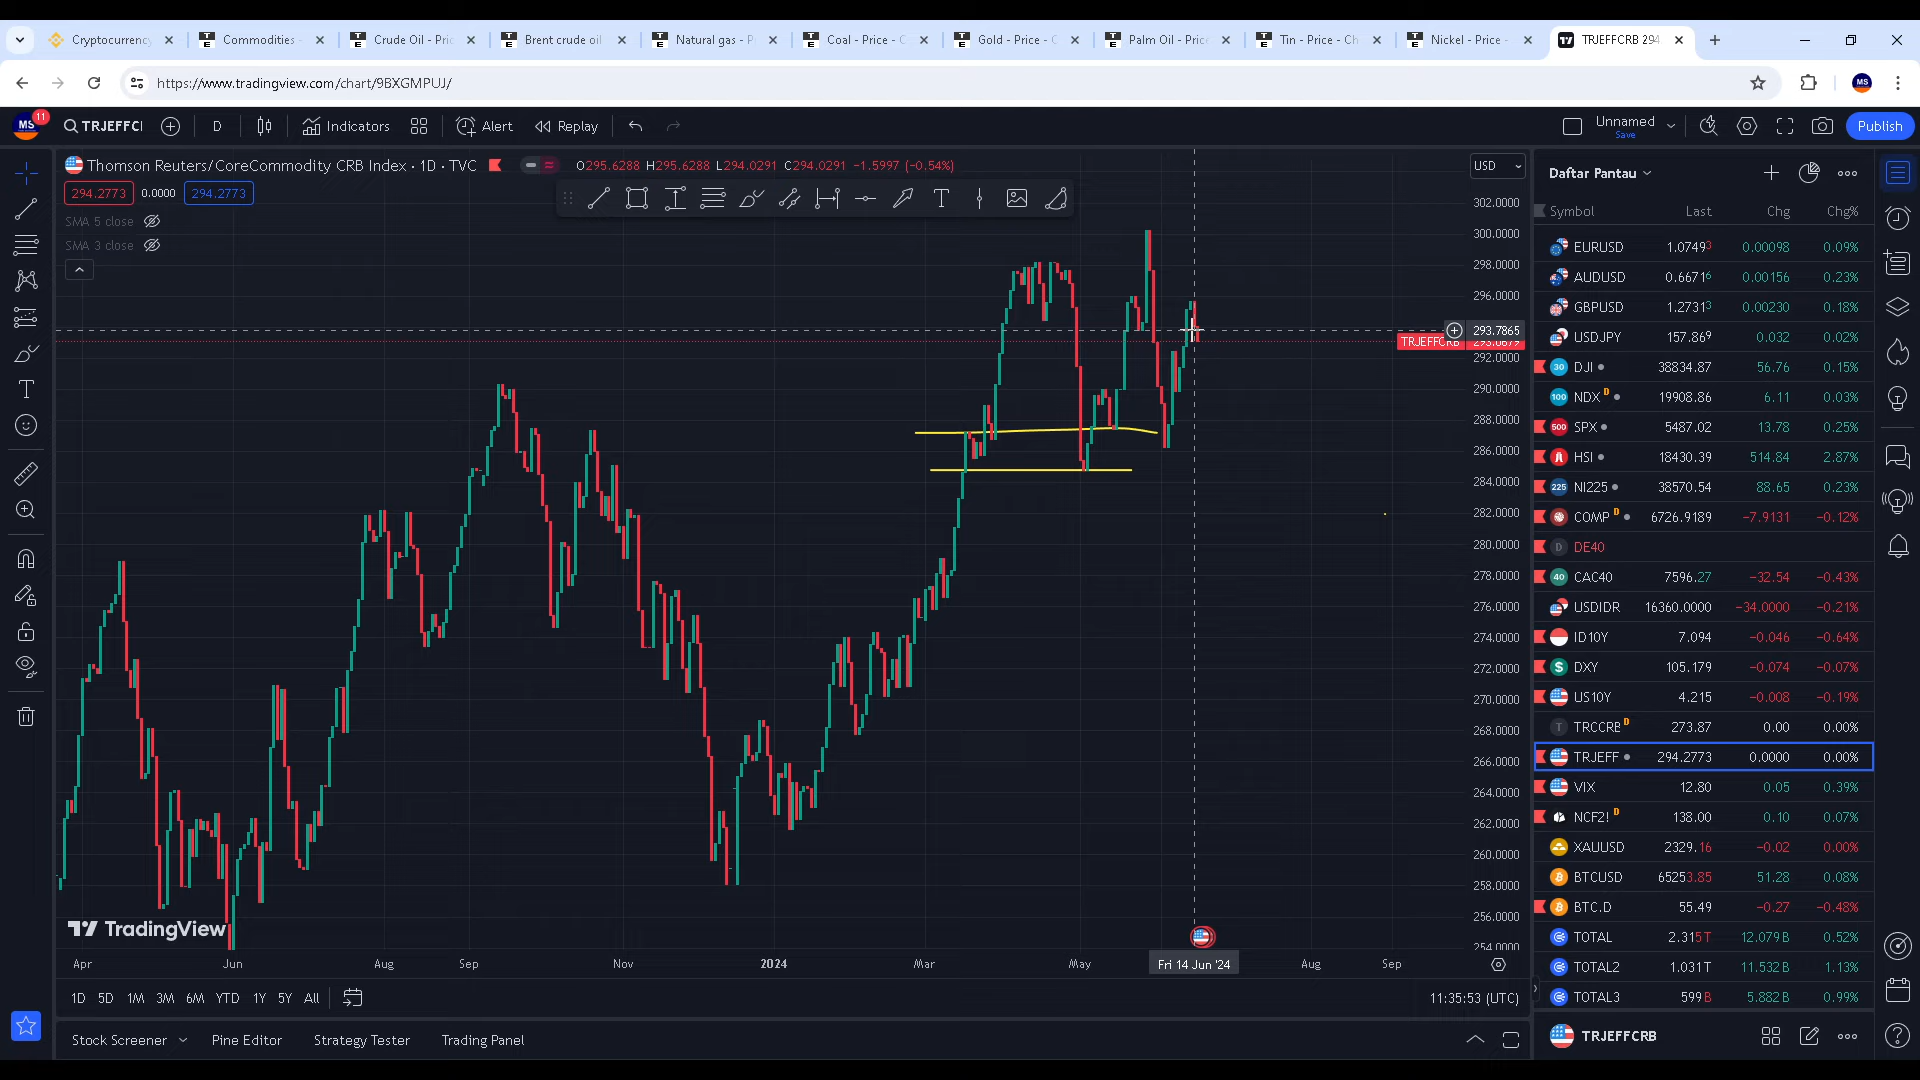 Cryptocurrency
Commodities -
Crude Oil - Pric
Brent crude oil
Natural gas - P
Coal - Price - C
Gold - Price - C
Palm Oil - Price
Tin - Price - Ch
Nickel - Price -
TRJEFFCRB 294
https://www.tradingview.com/chart/9BXGMPUJ/
MS
MS 11
TRJEFFCI
D
Indicators
Alert
Replay
Unnamed
Save
Publish
Thomson Reuters/CoreCommodity CRB Index · 1D · TVC
O295.6288 H295.6288 L294.0291 C294.0291 −1.5997 (−0.54%)
USD
294.2773 0.0000 294.2773
SMA 5 close
SMA 3 close
302.0000
300.0000
298.0000
296.0000
293.7865
TRJEFFCRB 293.0679
292.0000
290.0000
288.0000
286.0000
284.0000
282.0000
280.0000
278.0000
276.0000
274.0000
272.0000
270.0000
268.0000
266.0000
264.0000
262.0000
260.0000
258.0000
256.0000
254.0000
TradingView
Apr Jun Aug Sep Nov 2024 Mar May Fri 14 Jun '24 Aug Sep
1D 5D 1M 3M 6M YTD 1Y 5Y All
11:35:53 (UTC)
Stock Screener Pine Editor Strategy Tester Trading Panel
Daftar Pantau
Symbol Last Chg Chg%
EURUSD 1.07493 0.00098 0.09%
AUDUSD 0.66716 0.00156 0.23%
GBPUSD 1.27313 0.00230 0.18%
USDJPY 157.869 0.032 0.02%
30 DJI 38834.87 56.76 0.15%
100 NDX D 19908.86 6.11 0.03%
500 SPX 5487.02 13.78 0.25%
HSI 18430.39 514.84 2.87%
225 NI225 38570.54 88.65 0.23%
COMP D 6726.9189 −7.9131 −0.12%
D DE40
40 CAC40 7596.27 −32.54 −0.43%
USDIDR 16360.0000 −34.0000 −0.21%
ID10Y 7.094 −0.046 −0.64%
DXY 105.179 −0.074 −0.07%
US10Y 4.215 −0.008 −0.19%
T TRCCRB D 273.87 0.00 0.00%
TRJEFF 294.2773 0.0000 0.00%
VIX 12.80 0.05 0.39%
NCF2! D 138.00 0.10 0.07%
XAUUSD 2329.16 −0.02 0.00%
BTCUSD 65253.85 51.28 0.08%
BTC.D 55.49 −0.27 −0.48%
TOTAL 2.315T 12.079B 0.52%
TOTAL2 1.031T 11.532B 1.13%
TOTAL3 599B 5.882B 0.99%
TRJEFFCRB